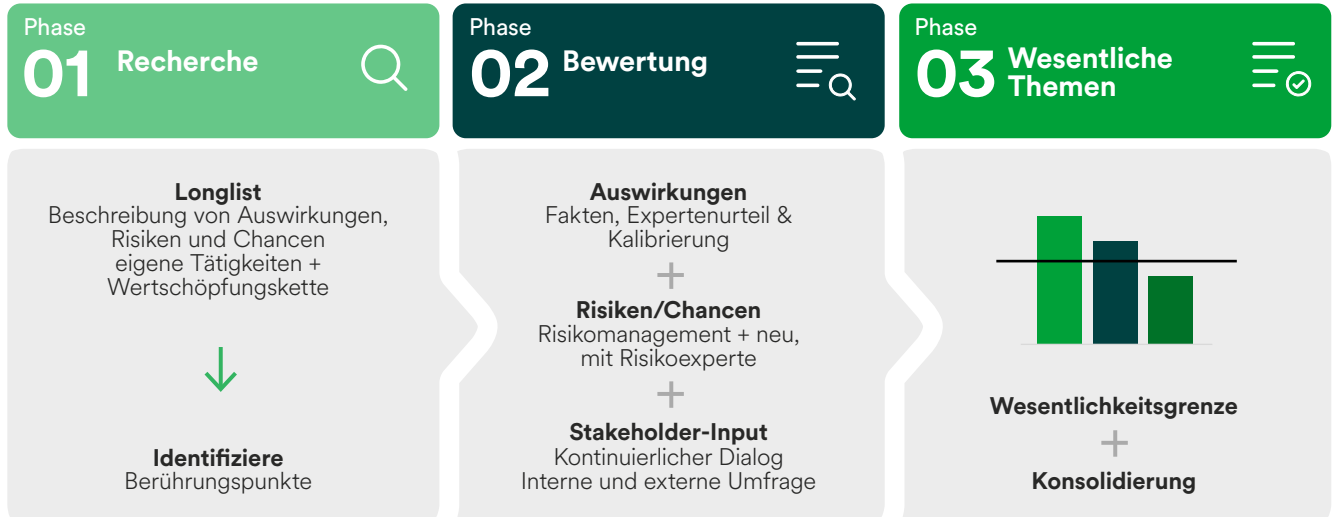 Phase
01 Recherche
Longlist
Beschreibung von Auswirkungen,
Risiken und Chancen
eigene Tätigkeiten +
Wertschöpfungskette
Identifiziere
Berührungspunkte
Phase
02 Bewertung
Auswirkungen
Fakten, Expertenurteil &
Kalibrierung
+
Risiken/Chancen
Risikomanagement + neu,
mit Risikoexperte
+
Stakeholder-Input
Kontinuierlicher Dialog
Interne und externe Umfrage
Phase
03 Wesentliche
Themen
Wesentlichkeitsgrenze
+
Konsolidierung